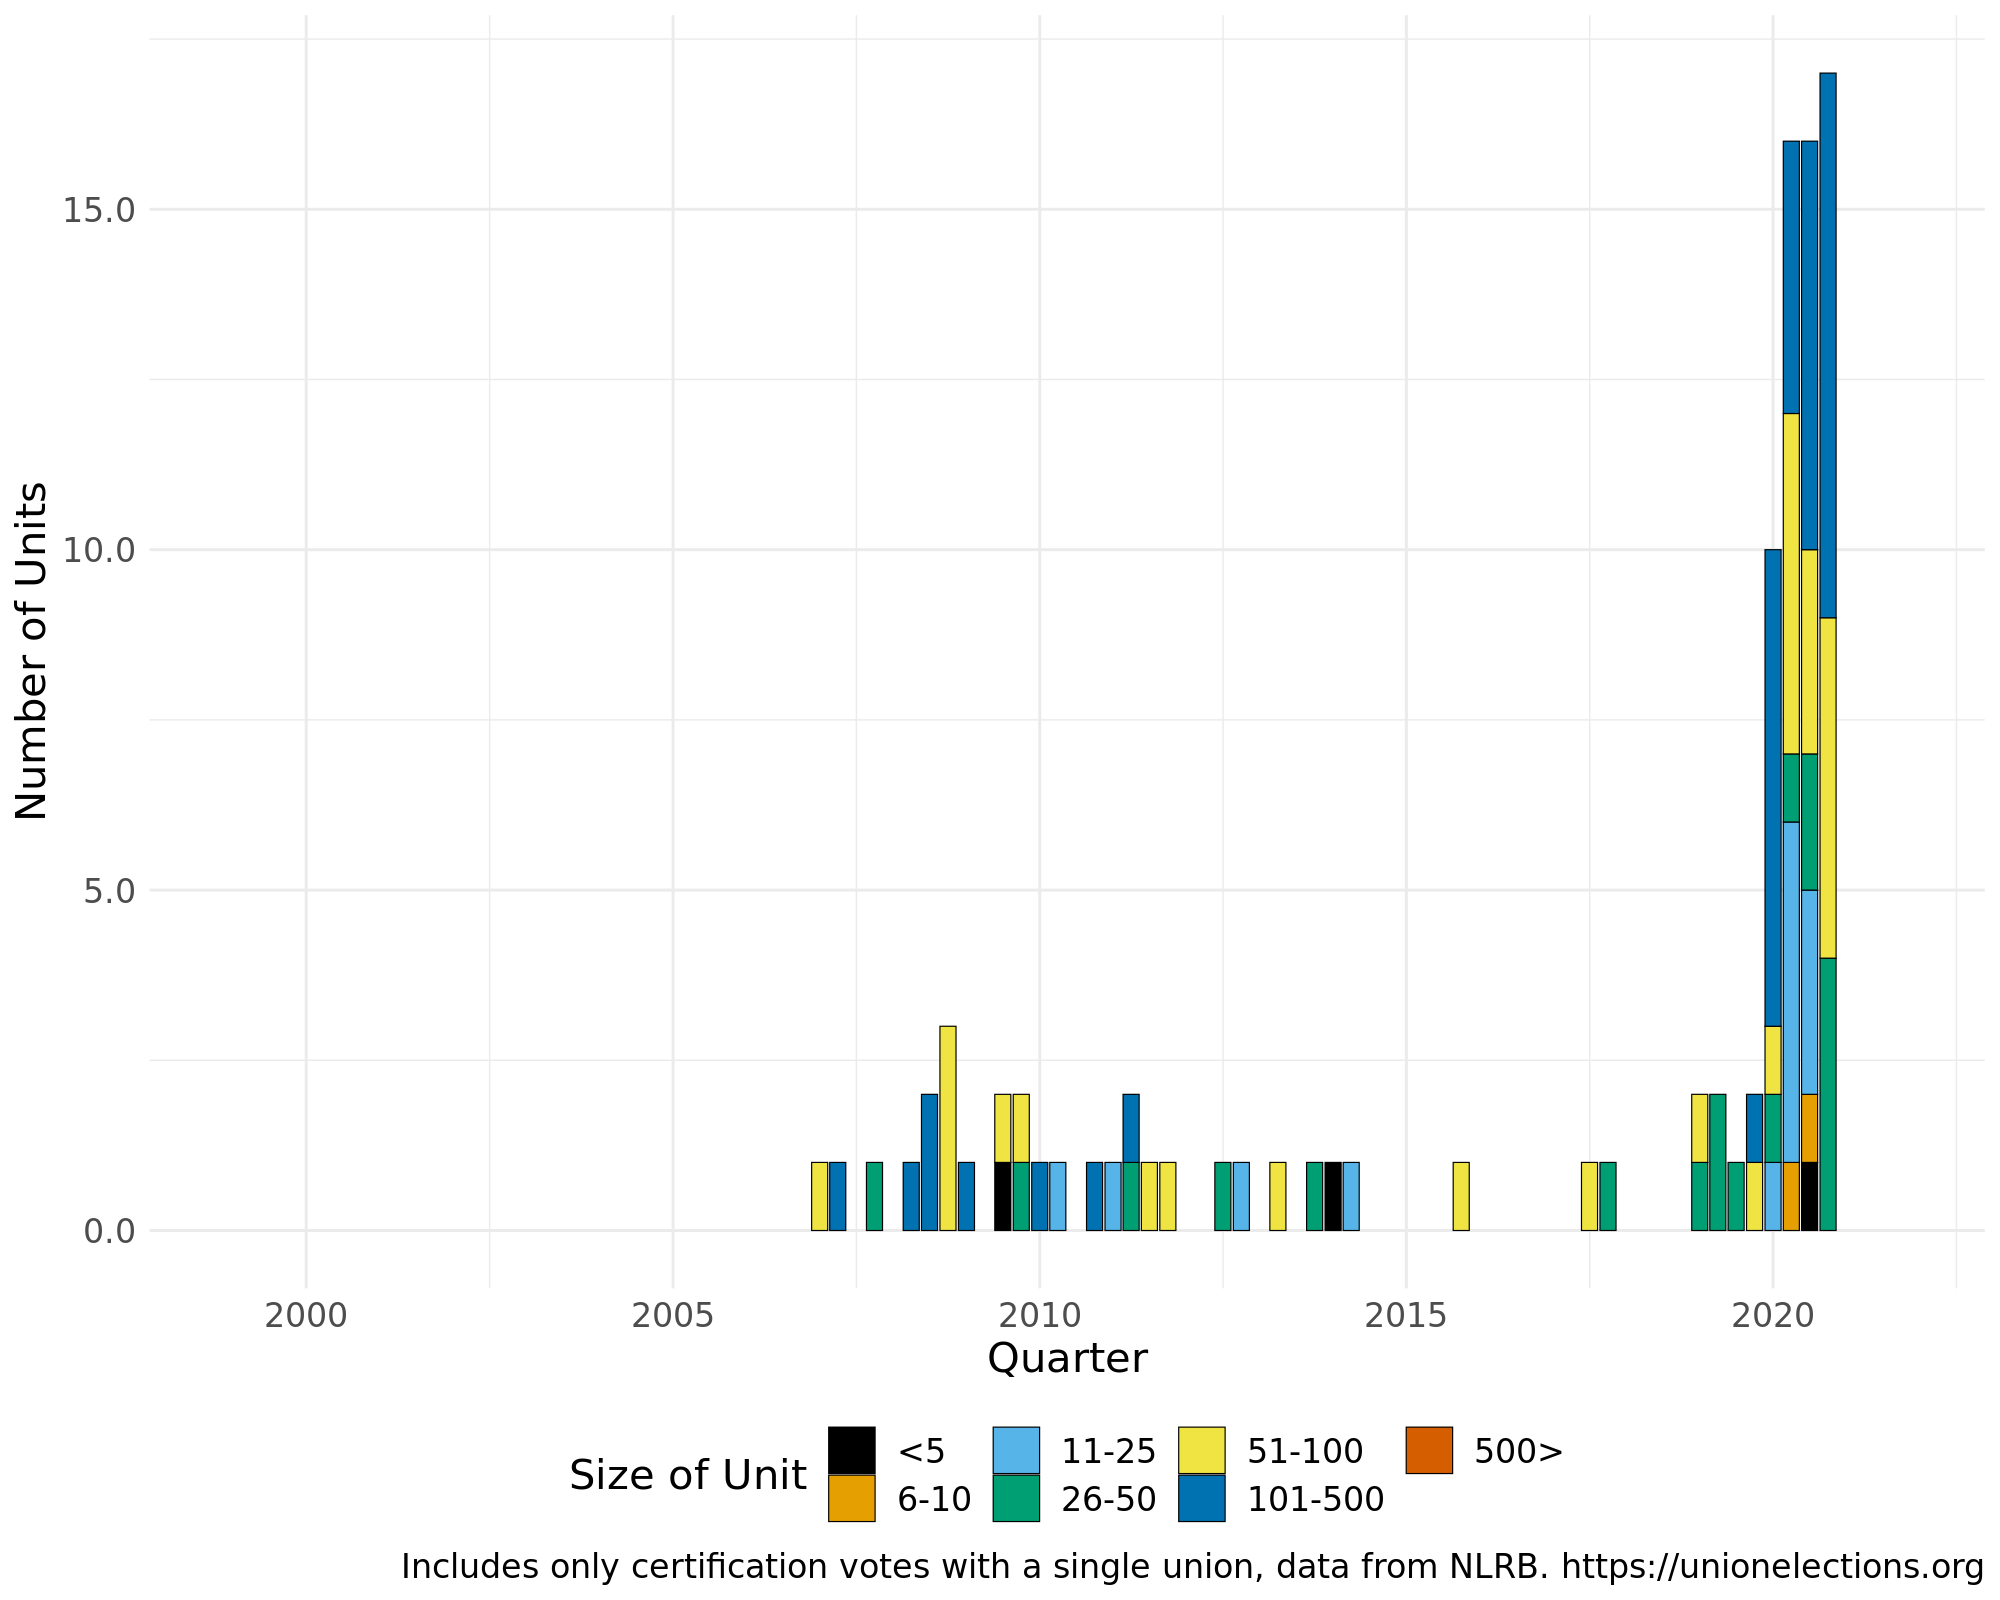 Number of Units
15.0
10.0
5.0
0.0
2000 2005 2010 2015 2020
Quarter
Size of Unit
<5 11-25 51-100 500>
6-10 26-50 101-500
Includes only certification votes with a single union, data from NLRB. https://unionelections.org